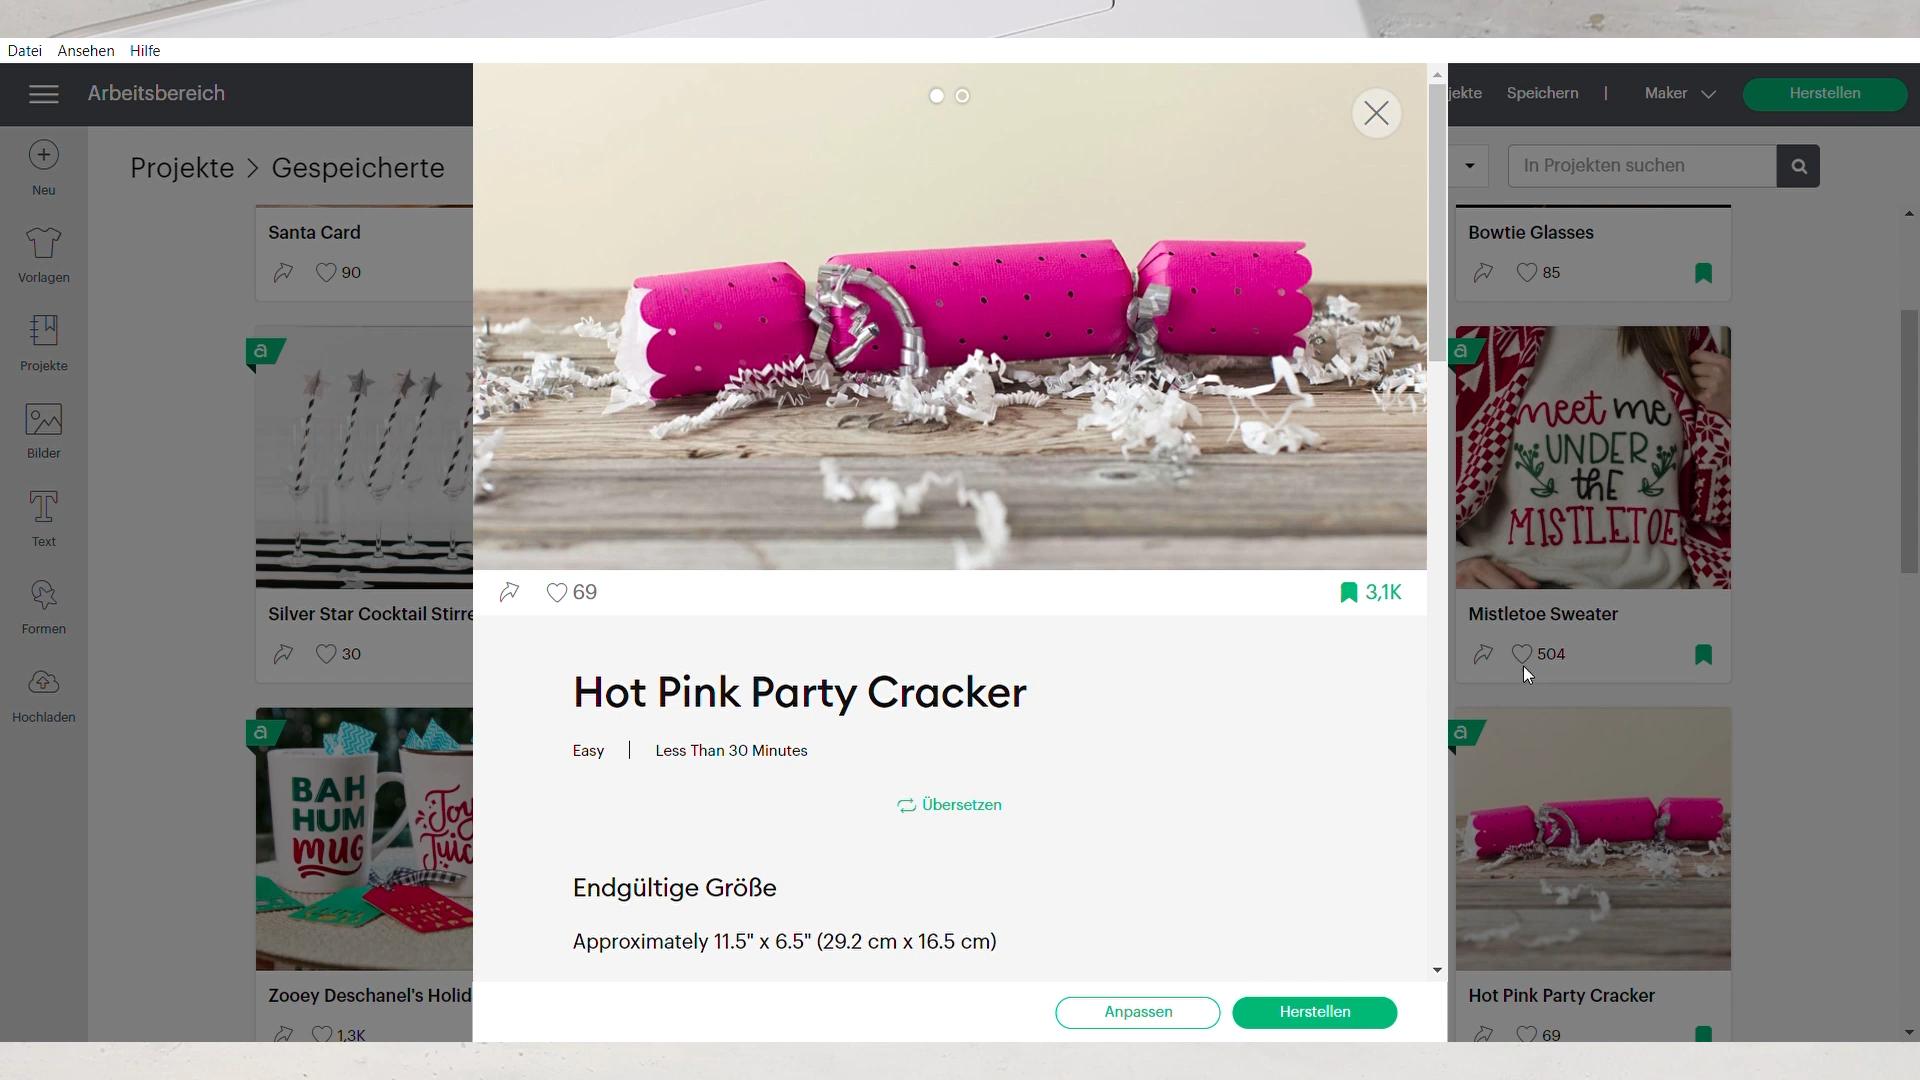 Datei Ansehen Hilfe
Arbeitsbereich
jekte Speichern | Maker Herstellen
Neu
Vorlagen
Projekte
Bilder
Text
Formen
Hochladen
Projekte > Gespeicherte
In Projekten suchen
Santa Card
90
a
Silver Star Cocktail Stirre
30
a
BAH
HUM
MUG
Joy
Juic
Zooey Deschanel's Holid
1,3K
69
3,1K
Hot Pink Party Cracker
Easy | Less Than 30 Minutes
Übersetzen
Endgültige Größe
Approximately 11.5" x 6.5" (29.2 cm x 16.5 cm)
Anpassen Herstellen
Bowtie Glasses
85
a
meet me
UNDER
the
MISTLETOE
Mistletoe Sweater
504
a
Hot Pink Party Cracker
69